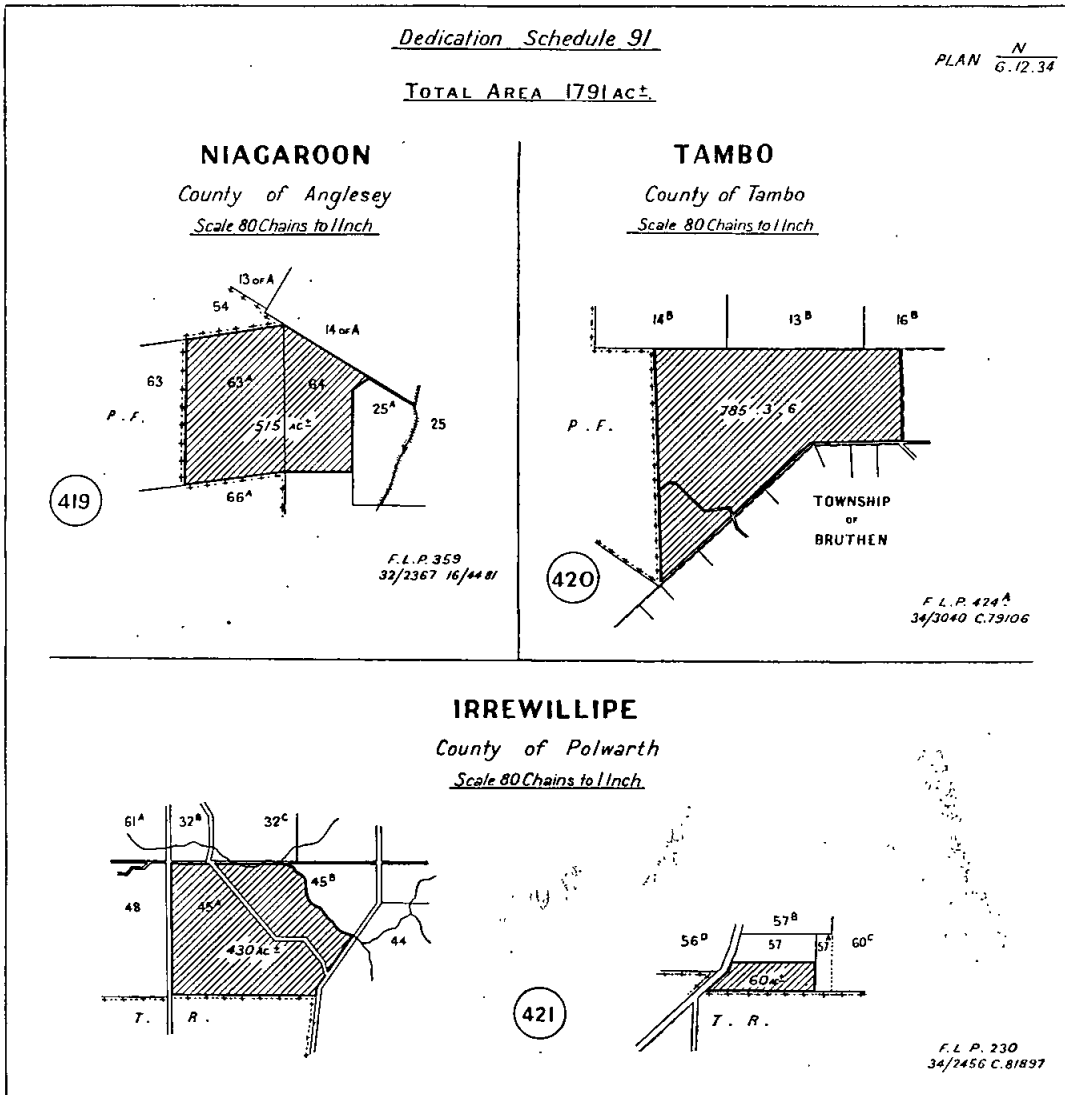 Dedication Schedule 91
PLAN N
6.12.34
TOTAL AREA 1791 AC±.
NIAGAROON
County of Anglesey
Scale 80 Chains to 1 Inch
13 OF A
54
14 OF A
63
63A
64
25A
25
P. F.
515 AC±
66A
419
F.L.P. 359
32/2367 16/4481
TAMBO
County of Tambo
Scale 80 Chains to 1 Inch
14B
13B
16B
785 . 3 . 6
P. F.
TOWNSHIP
OF
BRUTHEN
420
F.L.P. 424A
34/3040 C.79106
IRREWILLIPE
County of Polwarth
Scale 80 Chains to 1 Inch
61A
32B
32C
45B
48
45A
44
430 AC±
T. R.
421
57B
56D
57
57A
60C
60 AC±
T. R.
F.L.P. 230
34/2456 C.81897